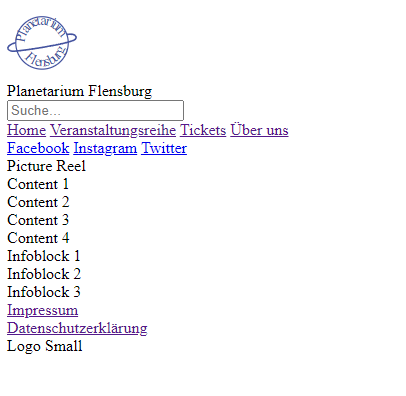 Planetarium
Flensburg
Planetarium Flensburg
Suche...
Home Veranstaltungsreihe Tickets Über uns
Facebook Instagram Twitter
Picture Reel
Content 1
Content 2
Content 3
Content 4
Infoblock 1
Infoblock 2
Infoblock 3
Impressum
Datenschutzerklärung
Logo Small